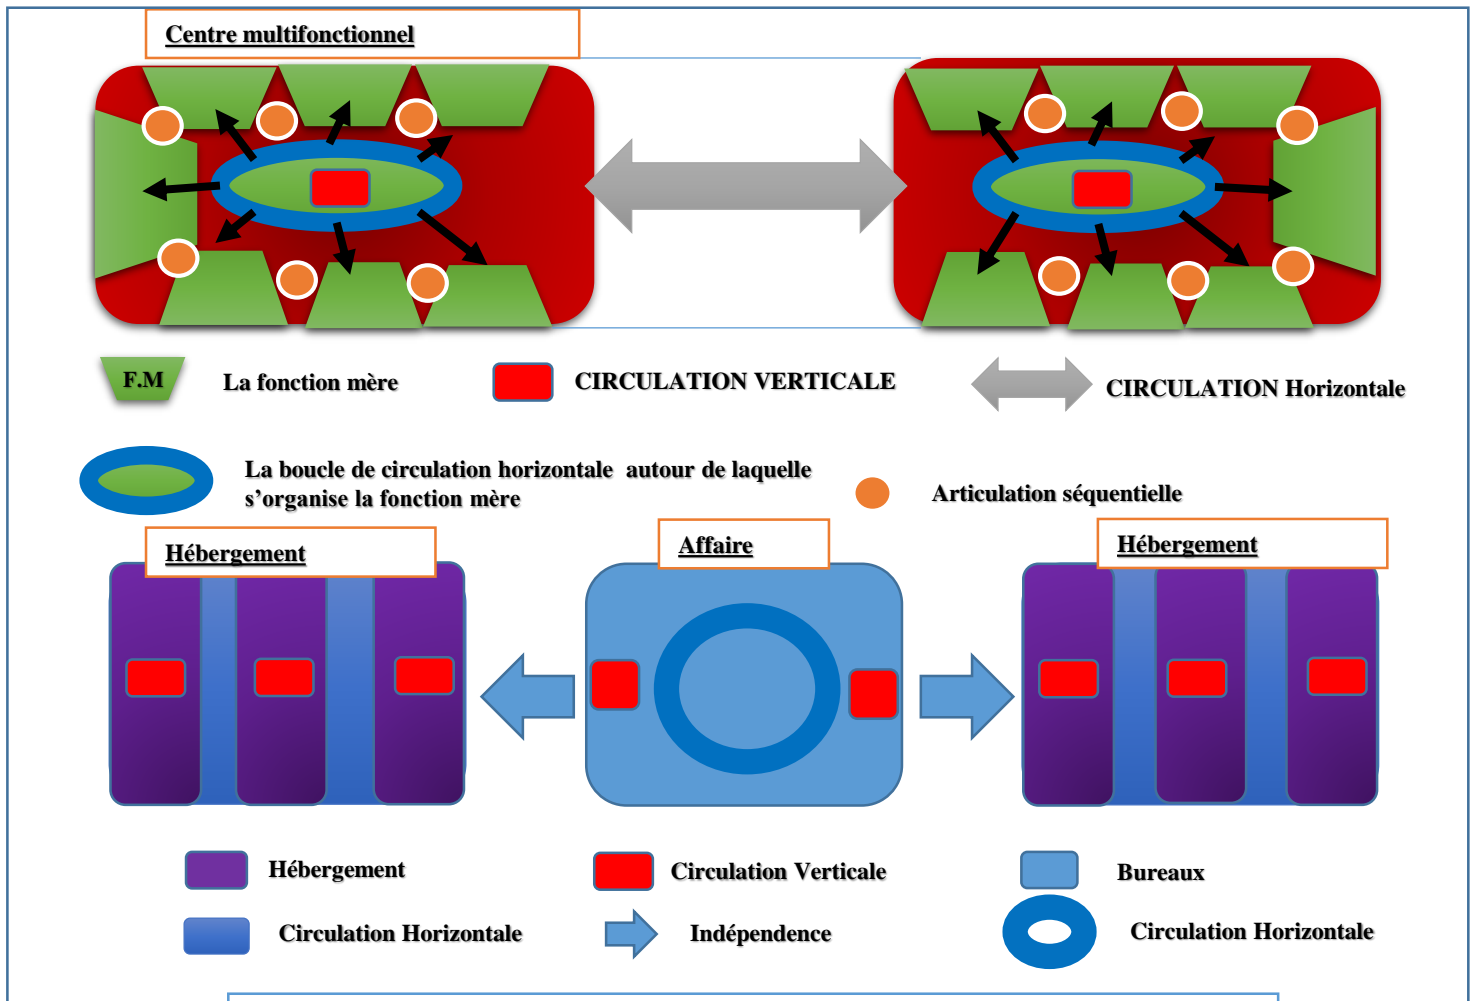 Centre multifonctionnel
F.M
La fonction mère
CIRCULATION VERTICALE
CIRCULATION Horizontale
La boucle de circulation horizontale autour de laquelle
s’organise la fonction mère
Articulation séquentielle
Hébergement
Affaire
Hébergement
Hébergement
Circulation Verticale
Bureaux
Circulation Horizontale
Indépendence
Circulation Horizontale